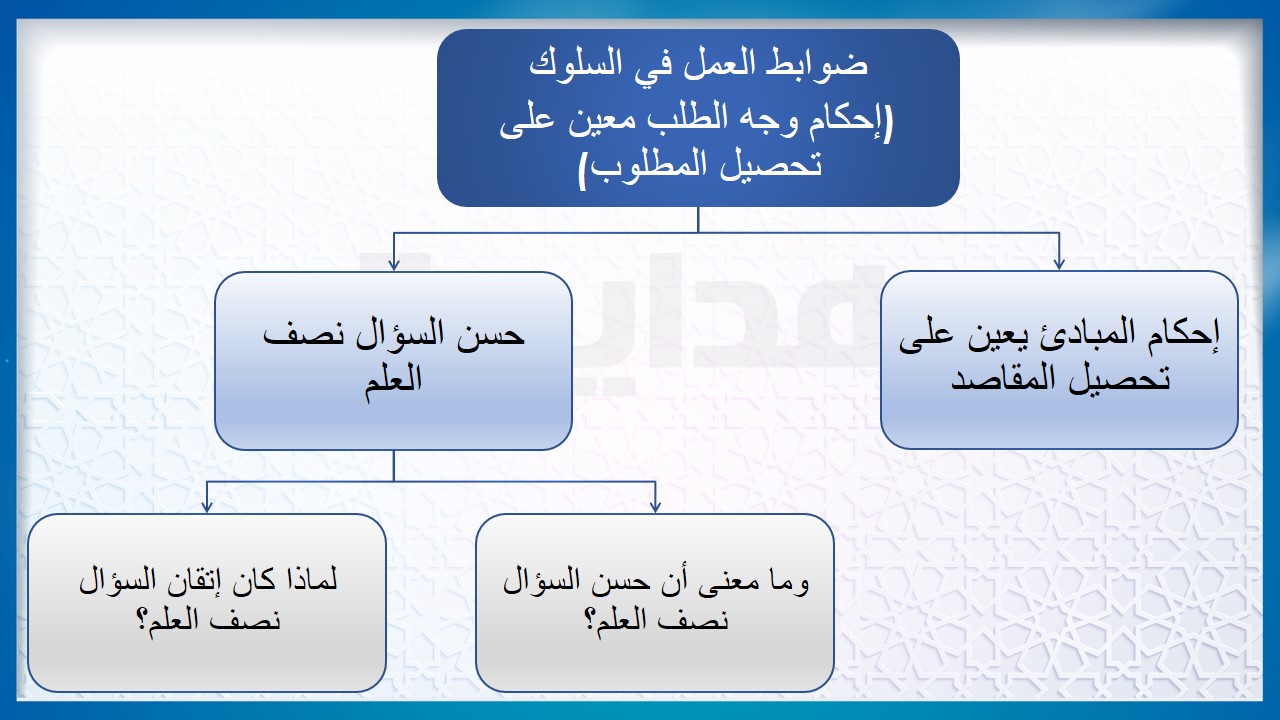 ضوابط العمل في السلوك
(إحكام وجه الطلب معين على
تحصيل المطلوب)
إحكام المبادئ يعين على
تحصيل المقاصد
حسن السؤال نصف
العلم
وما معنى أن حسن السؤال
نصف العلم؟
لماذا كان إتقان السؤال
نصف العلم؟
هداية